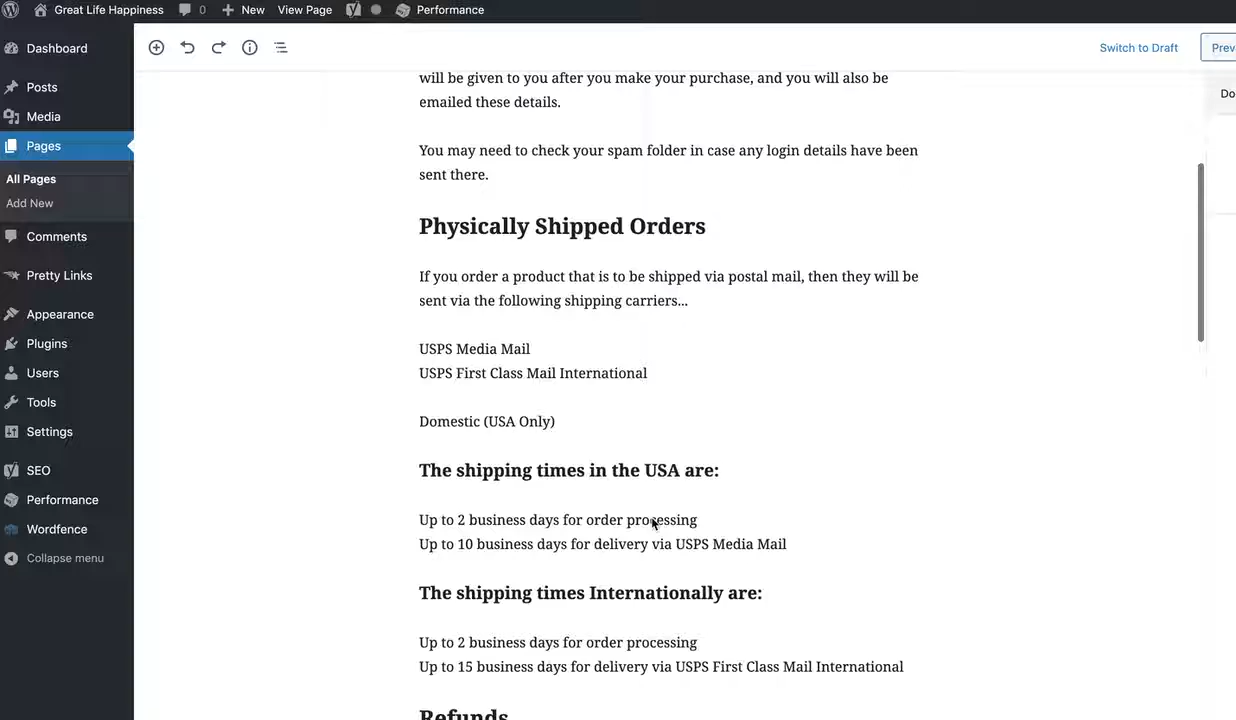 Great Life Happiness
0
New
View Page
Performance
Dashboard
Posts
Media
Pages
All Pages
Add New
Comments
Pretty Links
Appearance
Plugins
Users
Tools
Settings
SEO
Performance
Wordfence
Collapse menu
Switch to Draft
Prev
Do
will be given to you after you make your purchase, and you will also be
emailed these details.
You may need to check your spam folder in case any login details have been
sent there.
Physically Shipped Orders
If you order a product that is to be shipped via postal mail, then they will be
sent via the following shipping carriers...
USPS Media Mail
USPS First Class Mail International
Domestic (USA Only)
The shipping times in the USA are:
Up to 2 business days for order processing
Up to 10 business days for delivery via USPS Media Mail
The shipping times Internationally are:
Up to 2 business days for order processing
Up to 15 business days for delivery via USPS First Class Mail International
Refunds